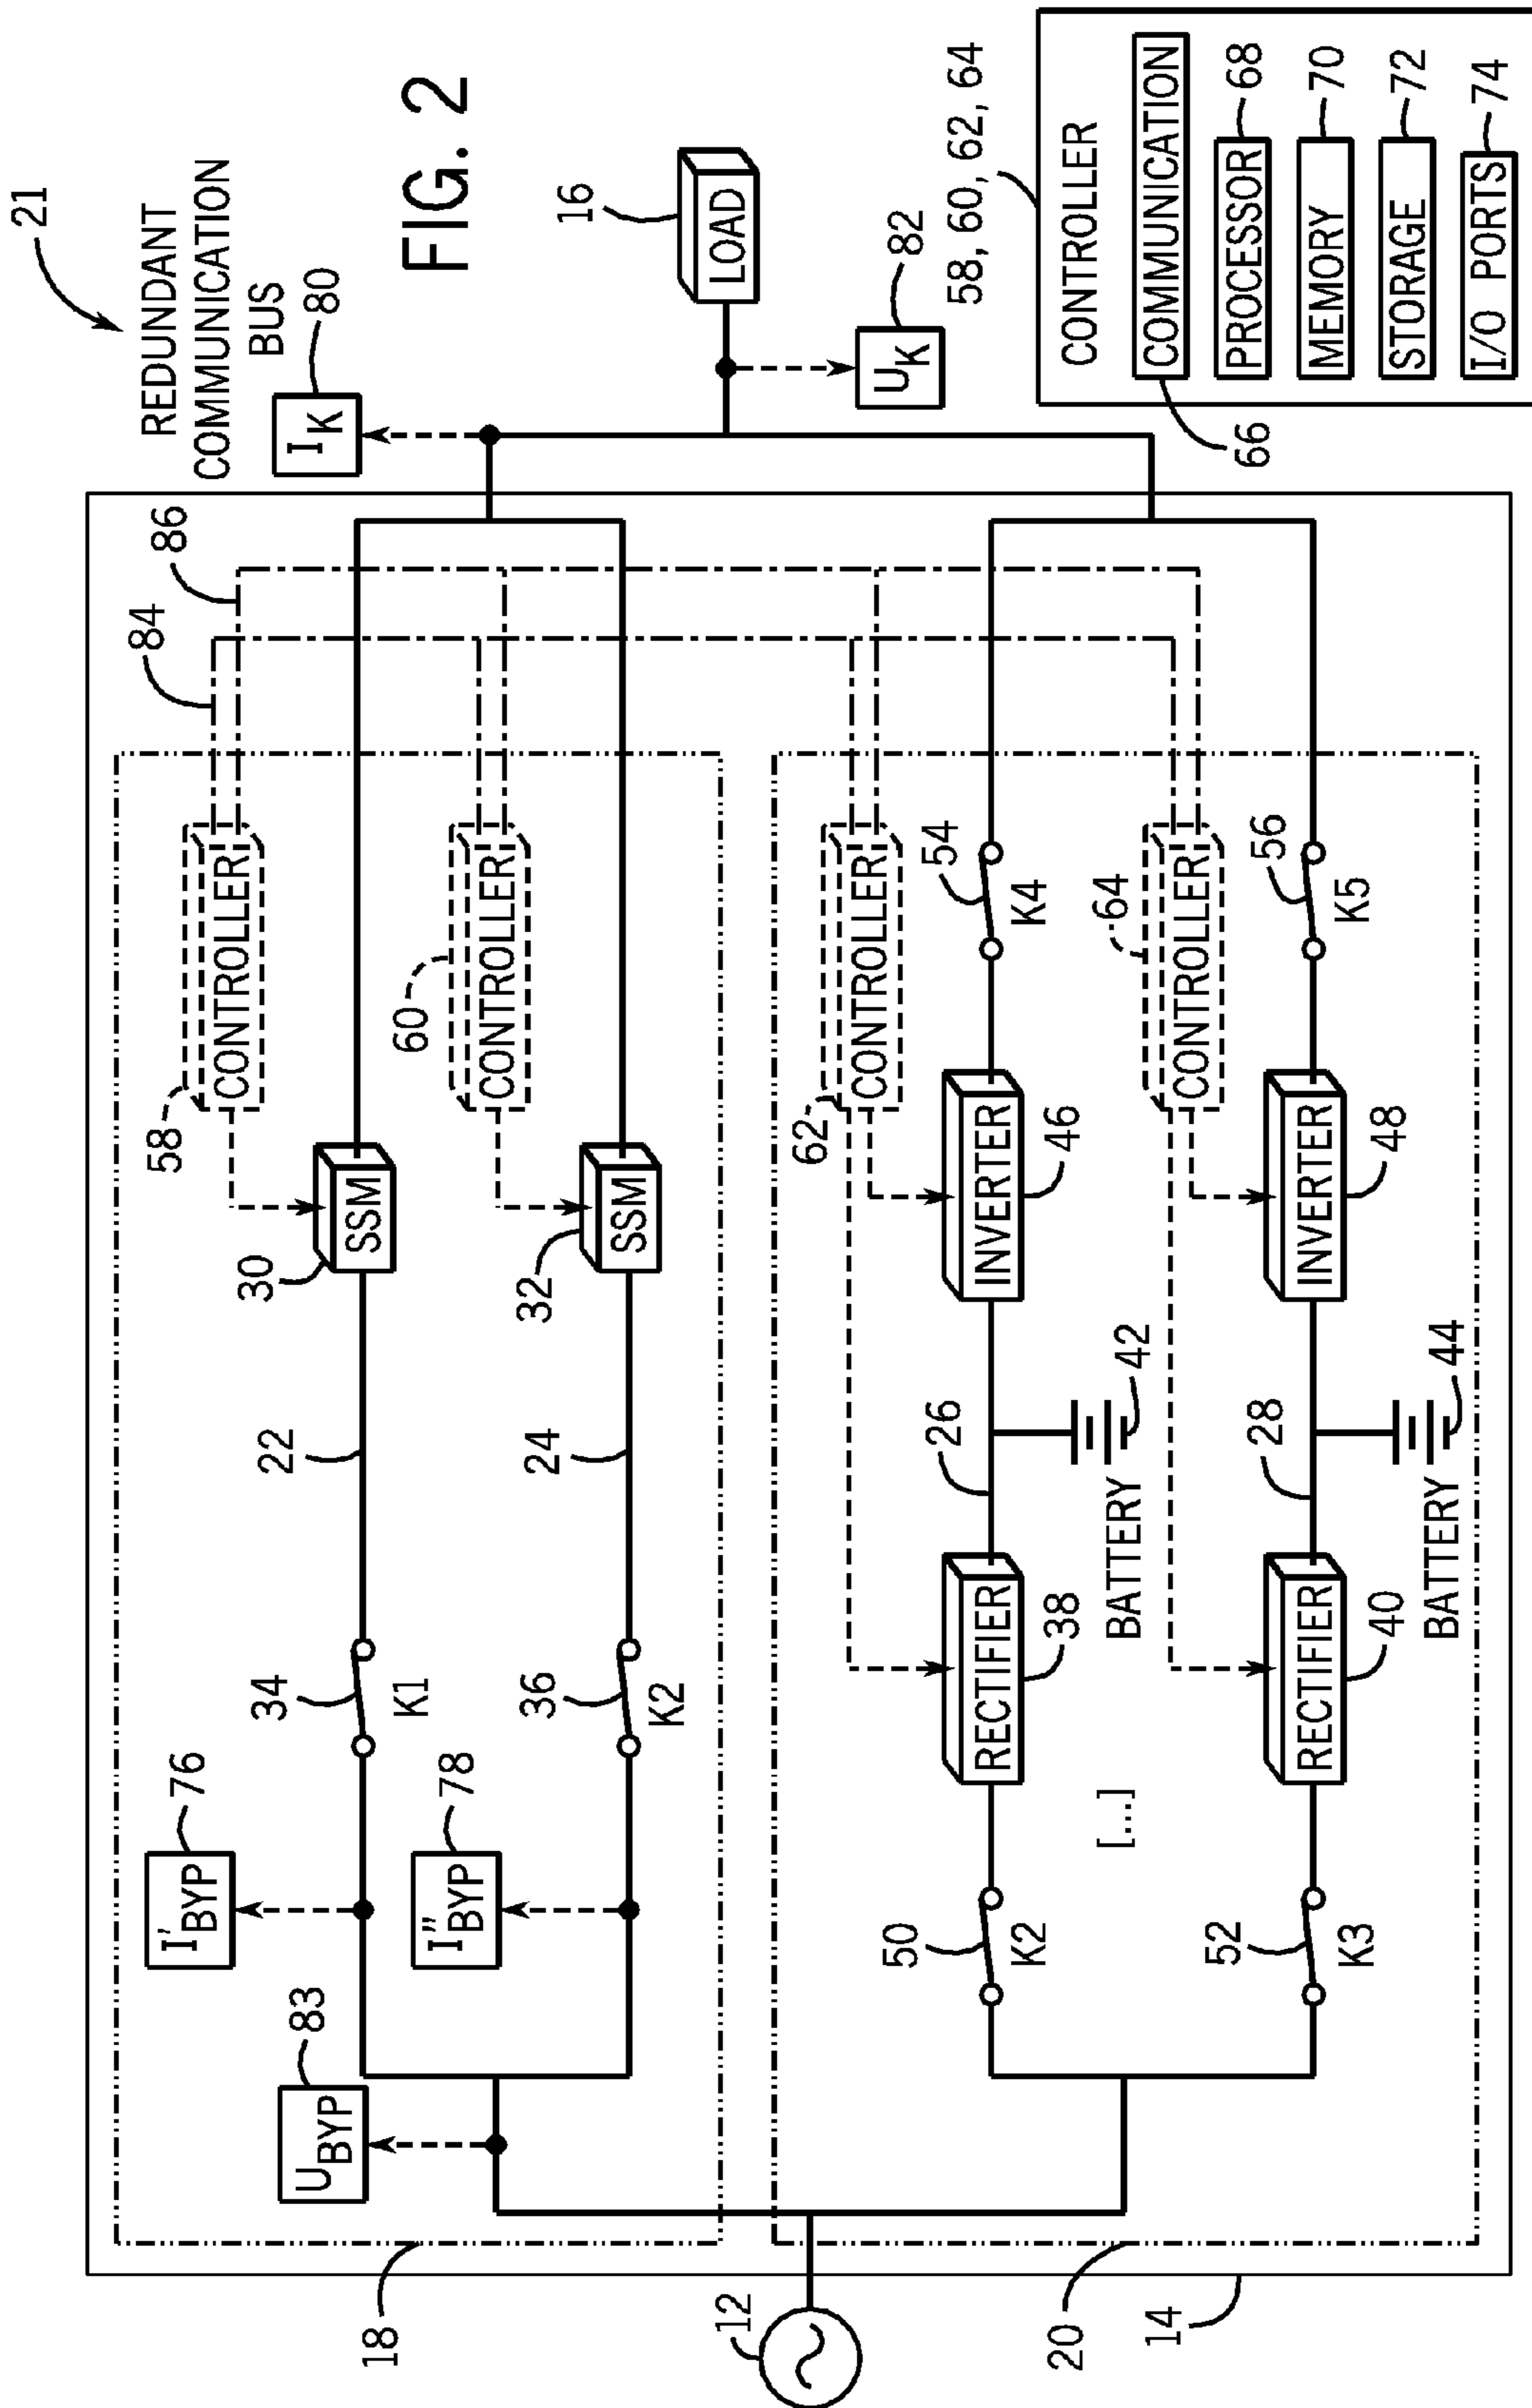 21
REDUNDANT
COMMUNICATION
BUS
FIG. 2
80
I_K
16
LOAD
82
U_K
58, 60, 62, 64
CONTROLLER
COMMUNICATION
66
PROCESSOR
68
MEMORY
70
STORAGE
72
I/O PORTS
74
84
86
18
83
U_BYP
76
I'_BYP
34
K1
22
30
SSM
58
CONTROLLER
78
I''_BYP
36
K2
24
32
SSM
60
CONTROLLER
12
20
14
50
K2
RECTIFIER
38
26
BATTERY
42
INVERTER
46
62
CONTROLLER
54
K4
[...]
52
K3
RECTIFIER
40
28
BATTERY
44
INVERTER
48
64
CONTROLLER
56
K5